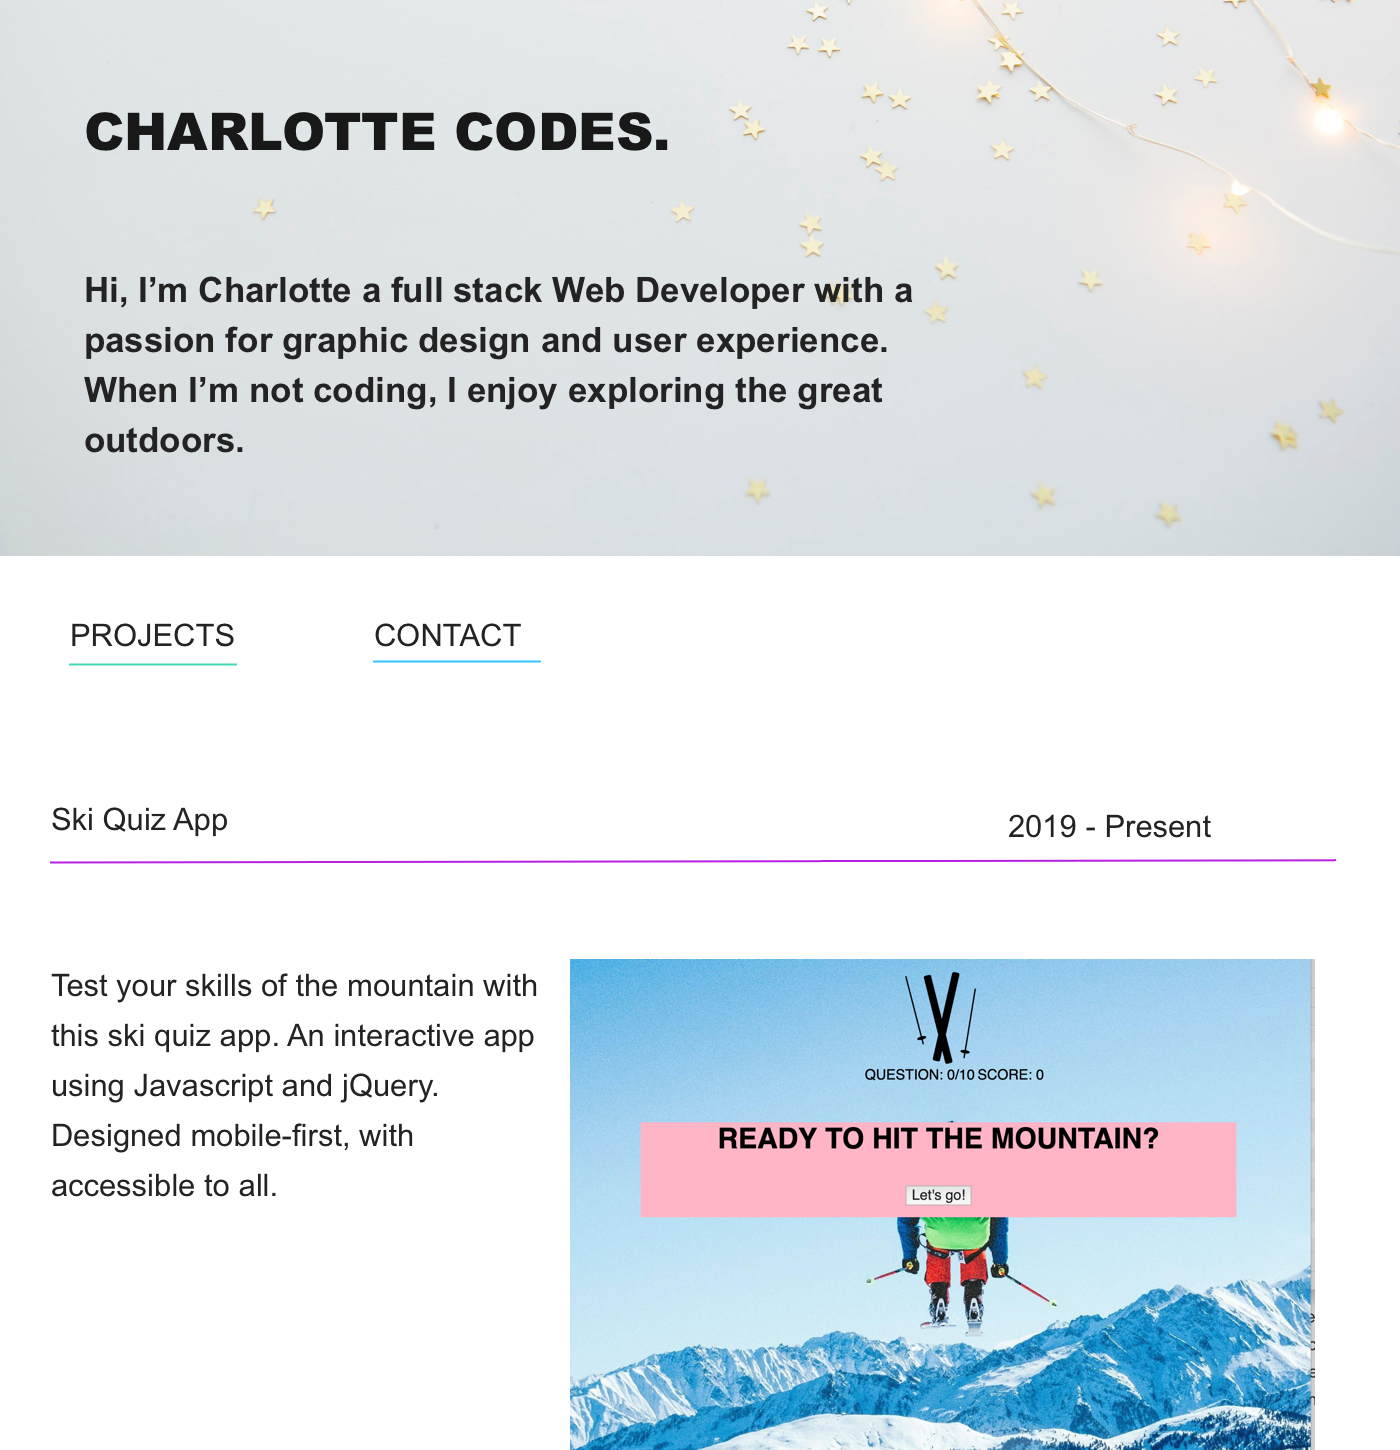 CHARLOTTE CODES.
Hi, I’m Charlotte a full stack Web Developer with a
passion for graphic design and user experience.
When I’m not coding, I enjoy exploring the great
outdoors.
PROJECTS
CONTACT
Ski Quiz App
2019 - Present
Test your skills of the mountain with
this ski quiz app. An interactive app
using Javascript and jQuery.
Designed mobile-first, with
accessible to all.
QUESTION: 0/10 SCORE: 0
READY TO HIT THE MOUNTAIN?
Let's go!